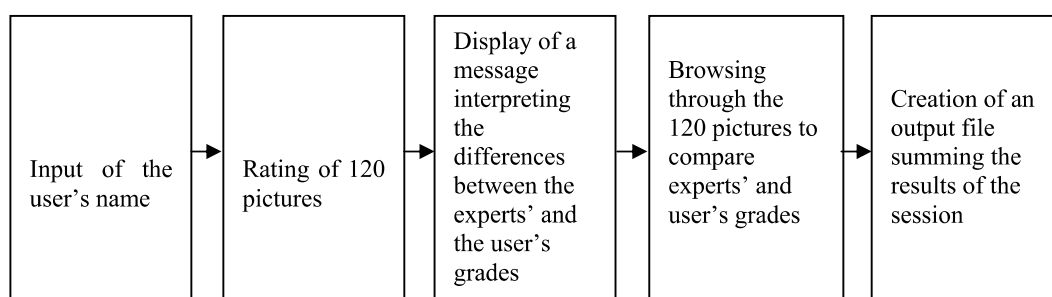 Input of the
user’s name
Rating of 120
pictures
Display of a
message
interpreting
the
differences
between the
experts’ and
the user’s
grades
Browsing
through the
120 pictures to
compare
experts’ and
user’s grades
Creation of an
output file
summing the
results of the
session